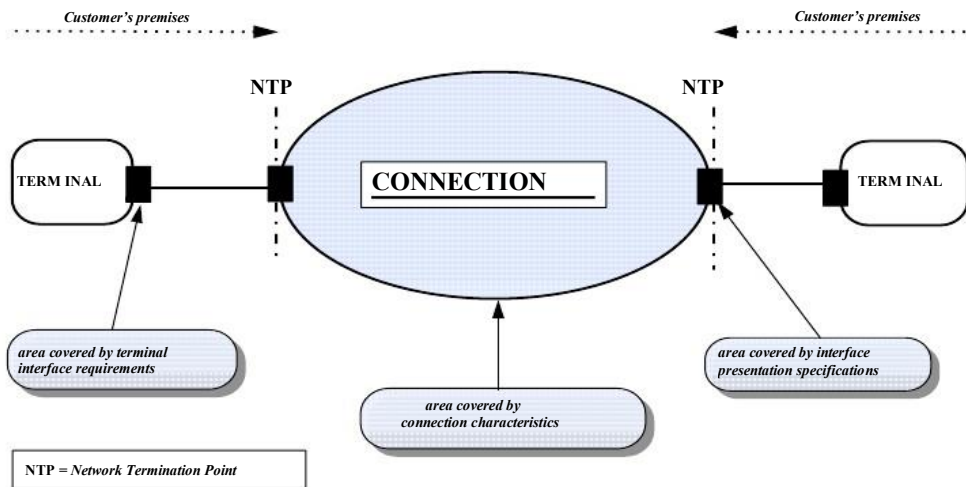 Customer's premises
Customer's premises
NTP
NTP
TERM INAL
CONNECTION
TERM INAL
area covered by terminal
interface requirements
area covered by interface
presentation specifications
area covered by
connection characteristics
NTP = Network Termination Point